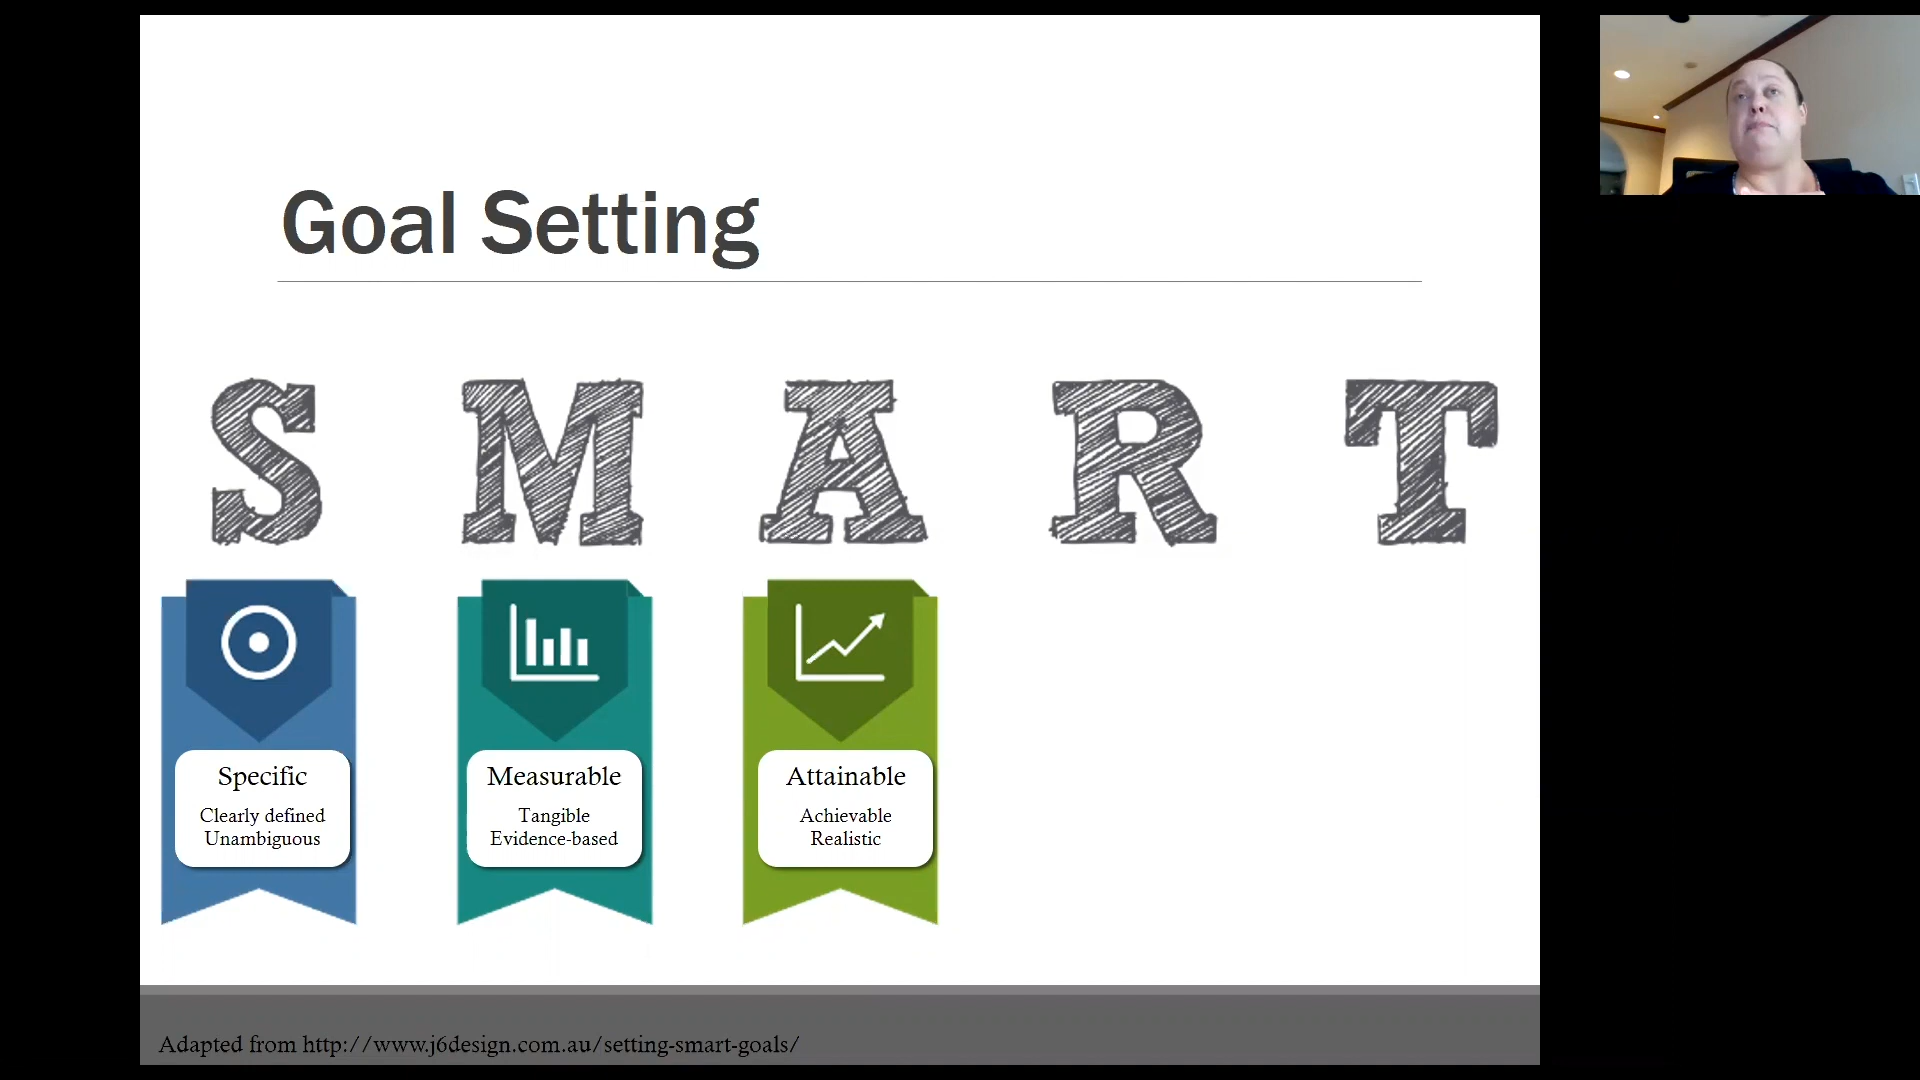 Goal Setting
S M A R T
Specific
Clearly defined
Unambiguous
Measurable
Tangible
Evidence-based
Attainable
Achievable
Realistic
Adapted from http://www.j6design.com.au/setting-smart-goals/